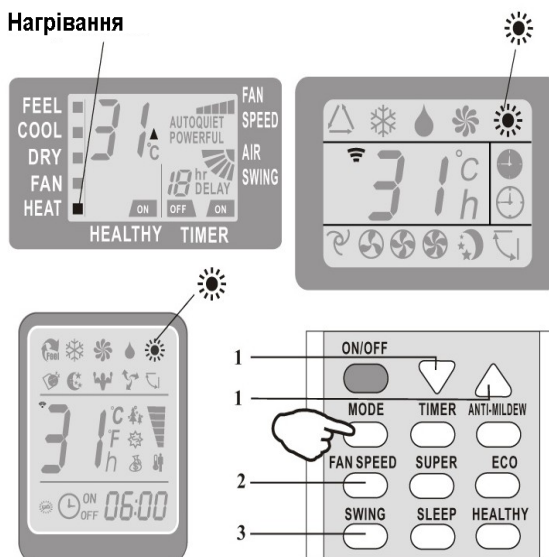 Нагрівання
FEEL
COOL
DRY
FAN
HEAT
31 °C
AUTOQUIET
POWERFUL
FAN
SPEED
AIR
SWING
18 hr
DELAY
ON
OFF
ON
HEALTHY TIMER
31 °C
h
Feel
31 °C
°F
h
ON
OFF
06:00
ON/OFF
1
1
MODE TIMER ANTI-MILDEW
FAN SPEED SUPER ECO
2
SWING SLEEP HEALTHY
3